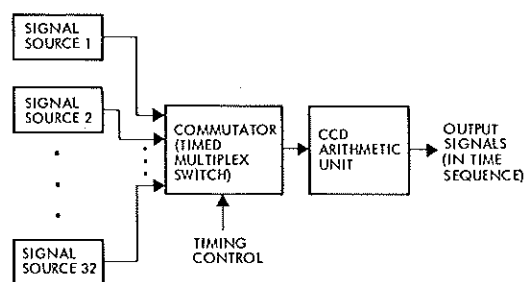 SIGNAL
SOURCE 1
SIGNAL
SOURCE 2
SIGNAL
SOURCE 32
COMMUTATOR
(TIMED
MULTIPLEX
SWITCH)
TIMING
CONTROL
CCD
ARITHMETIC
UNIT
OUTPUT
SIGNALS
(IN TIME
SEQUENCE)